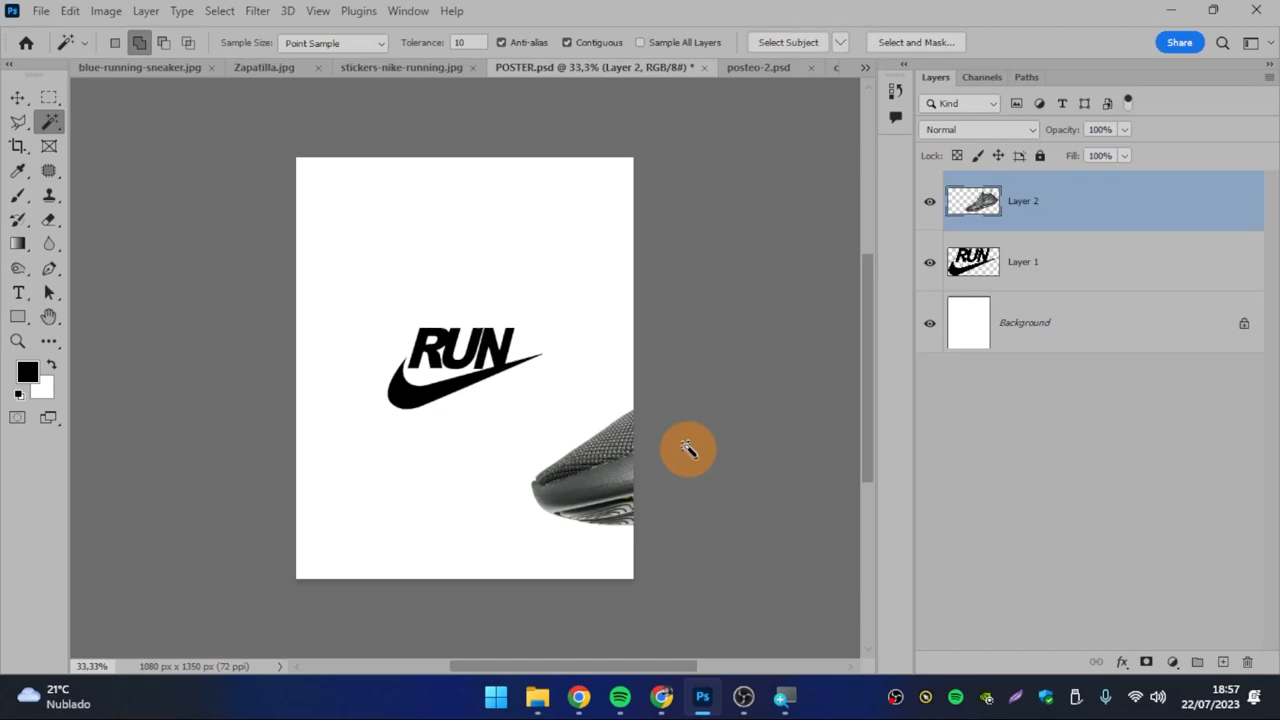 Ps File Edit Image Layer Type Select Filter 3D View Plugins Window Help
Sample Size: Point Sample Tolerance: 10 Anti-alias Contiguous Sample All Layers Select Subject Select and Mask... Share
blue-running-sneaker.jpg × Zapatilla.jpg × stickers-nike-running.jpg × POSTER.psd @ 33,3% (Layer 2, RGB/8#) * × posteo-2.psd × c
Layers Channels Paths
Kind
Normal Opacity: 100%
Lock: Fill: 100%
Layer 2
RUN Layer 1
Background
RUN
T
33,33% 1080 px x 1350 px (72 ppi)
21°C
Nublado
Ps
18:57
22/07/2023